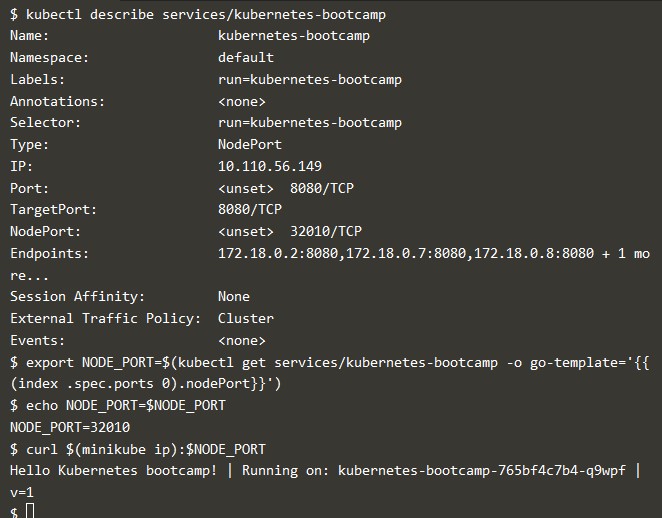 $ kubectl describe services/kubernetes-bootcamp
Name:                     kubernetes-bootcamp
Namespace:                default
Labels:                   run=kubernetes-bootcamp
Annotations:              <none>
Selector:                 run=kubernetes-bootcamp
Type:                     NodePort
IP:                       10.110.56.149
Port:                     <unset>  8080/TCP
TargetPort:               8080/TCP
NodePort:                 <unset>  32010/TCP
Endpoints:                172.18.0.2:8080,172.18.0.7:8080,172.18.0.8:8080 + 1 mo
re...
Session Affinity:         None
External Traffic Policy:  Cluster
Events:                   <none>
$ export NODE_PORT=$(kubectl get services/kubernetes-bootcamp -o go-template='{{
(index .spec.ports 0).nodePort}}')
$ echo NODE_PORT=$NODE_PORT
NODE_PORT=32010
$ curl $(minikube ip):$NODE_PORT
Hello Kubernetes bootcamp! | Running on: kubernetes-bootcamp-765bf4c7b4-q9wpf |
v=1
$